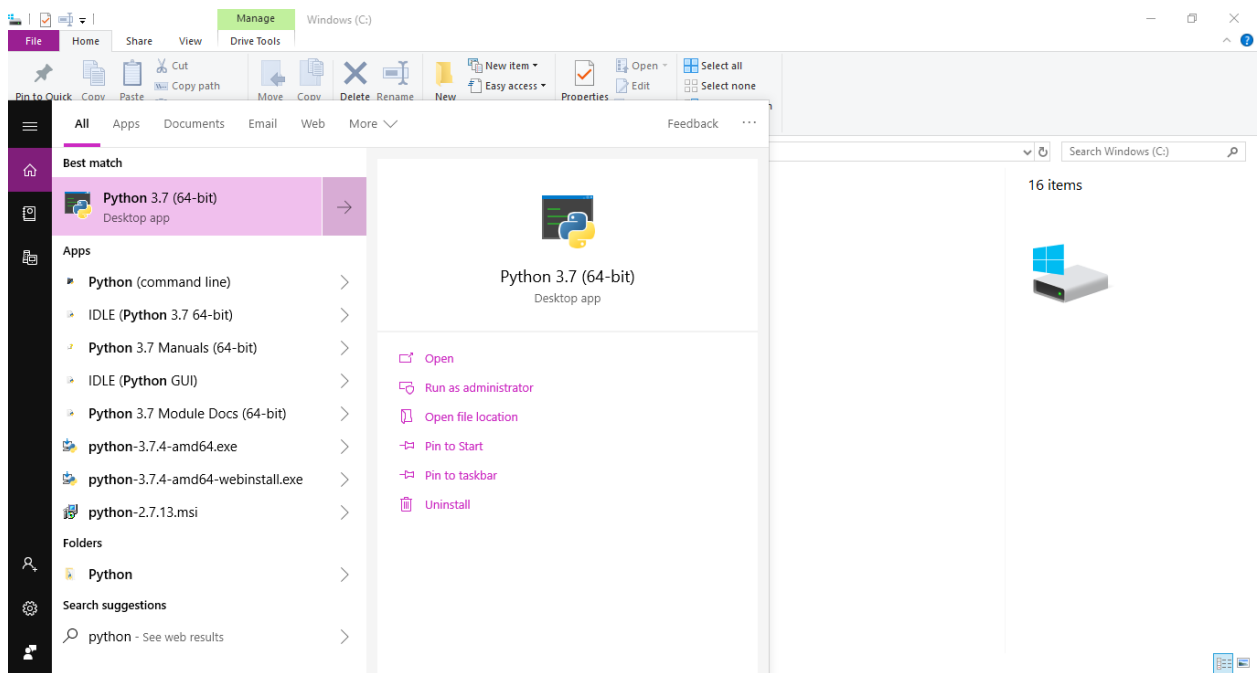 Manage
Windows (C:)
File
Home
Share
View
Drive Tools
Cut
Copy path
New item
Easy access
Open
Edit
Select all
Select none
Pin to Quick
Copy
Paste
Move
Copy
Delete
Rename
New
Properties
All
Apps
Documents
Email
Web
More
Feedback
Search Windows (C:)
16 items
Best match
Python 3.7 (64-bit)
Desktop app
Apps
Python (command line)
IDLE (Python 3.7 64-bit)
Python 3.7 Manuals (64-bit)
IDLE (Python GUI)
Python 3.7 Module Docs (64-bit)
python-3.7.4-amd64.exe
python-3.7.4-amd64-webinstall.exe
python-2.7.13.msi
Folders
Python
Search suggestions
python - See web results
Python 3.7 (64-bit)
Desktop app
Open
Run as administrator
Open file location
Pin to Start
Pin to taskbar
Uninstall